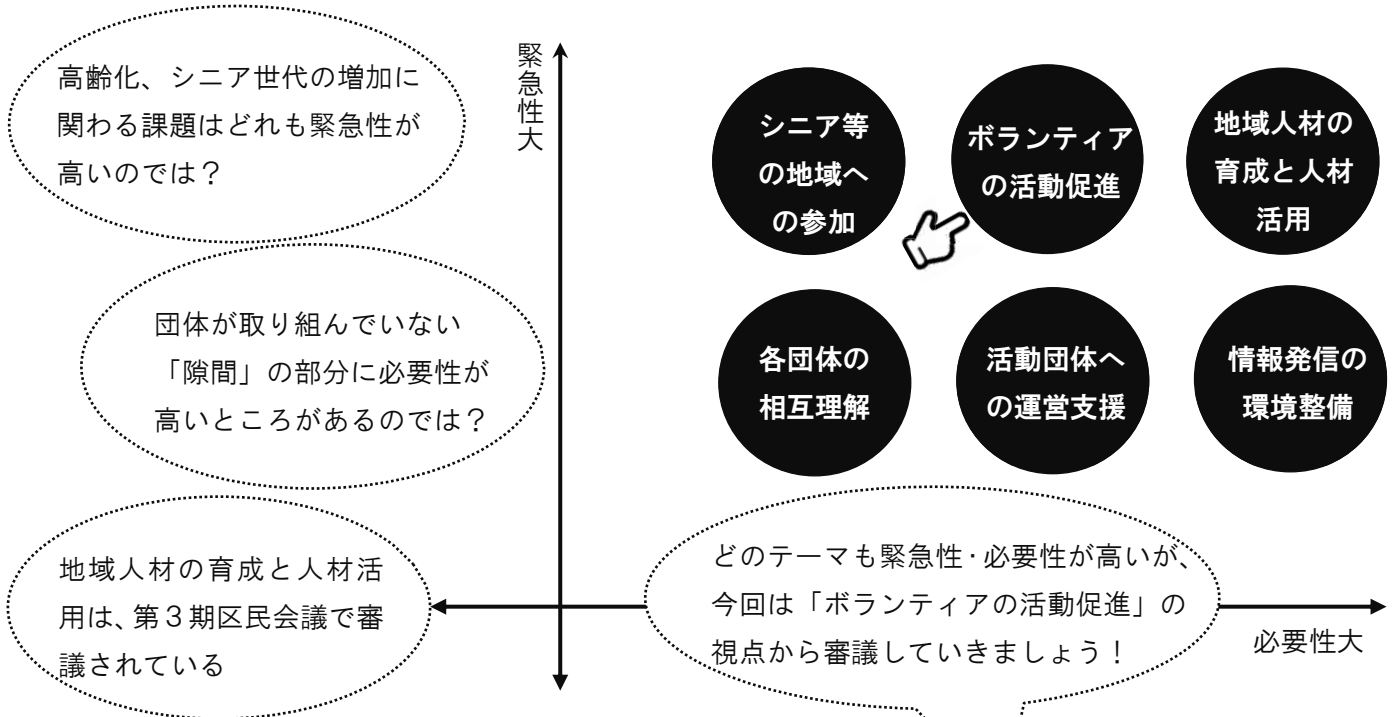 高齢化、シニア世代の増加に
関わる課題はどれも緊急性が
高いのでは？
緊急性大
シニア等
の地域へ
の参加
ボランティア
の活動促進
地域人材の
育成と人材
活用
団体が取り組んでいない
「隙間」の部分に必要性が
高いところがあるのでは？
各団体の
相互理解
活動団体へ
の運営支援
情報発信の
環境整備
地域人材の育成と人材活
用は、第３期区民会議で審
議されている
どのテーマも緊急性・必要性が高いが、
今回は「ボランティアの活動促進」の
視点から審議していきましょう！
必要性大